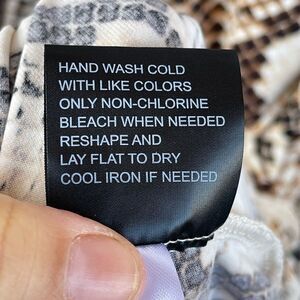 HAND WASH COLD
WITH LIKE COLORS
ONLY NON-CHLORINE
BLEACH WHEN NEEDED
RESHAPE AND
LAY FLAT TO DRY
COOL IRON IF NEEDED